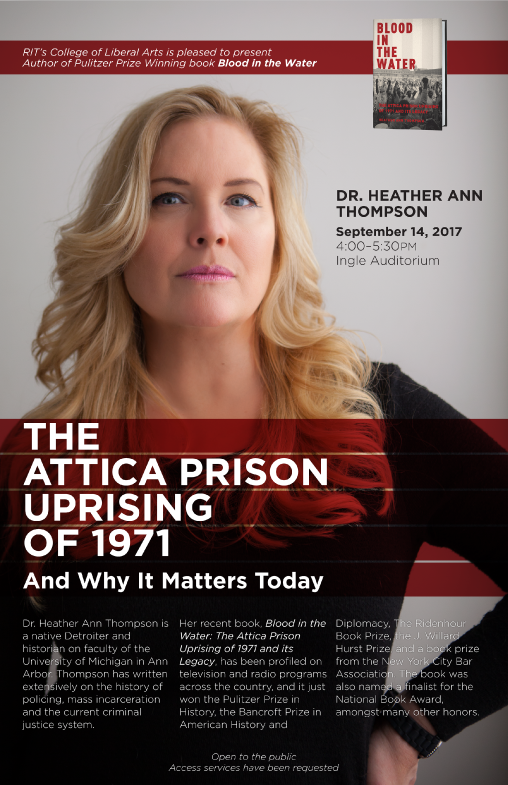 RIT's College of Liberal Arts is pleased to present
Author of Pulitzer Prize Winning book Blood in the Water
BLOOD
IN
THE
WATER
DR. HEATHER ANN
THOMPSON
September 14, 2017
4:00–5:30PM
Ingle Auditorium
THE
ATTICA PRISON
UPRISING
OF 1971
And Why It Matters Today
Dr. Heather Ann Thompson is
a native Detroiter and
historian on faculty of the
University of Michigan in Ann
Arbor. Thompson has written
extensively on the history of
policing, mass incarceration
and the current criminal
justice system.
Her recent book, Blood in the
Water: The Attica Prison
Uprising of 1971 and its
Legacy, has been profiled on
television and radio programs
across the country, and it just
won the Pulitzer Prize in
History, the Bancroft Prize in
American History and
Diplomacy, The Ridenhour
Book Prize, the J. Willard
Hurst Prize, and a book prize
from the New York City Bar
Association. The book was
also named a finalist for the
National Book Award,
amongst many other honors.
Open to the public
Access services have been requested